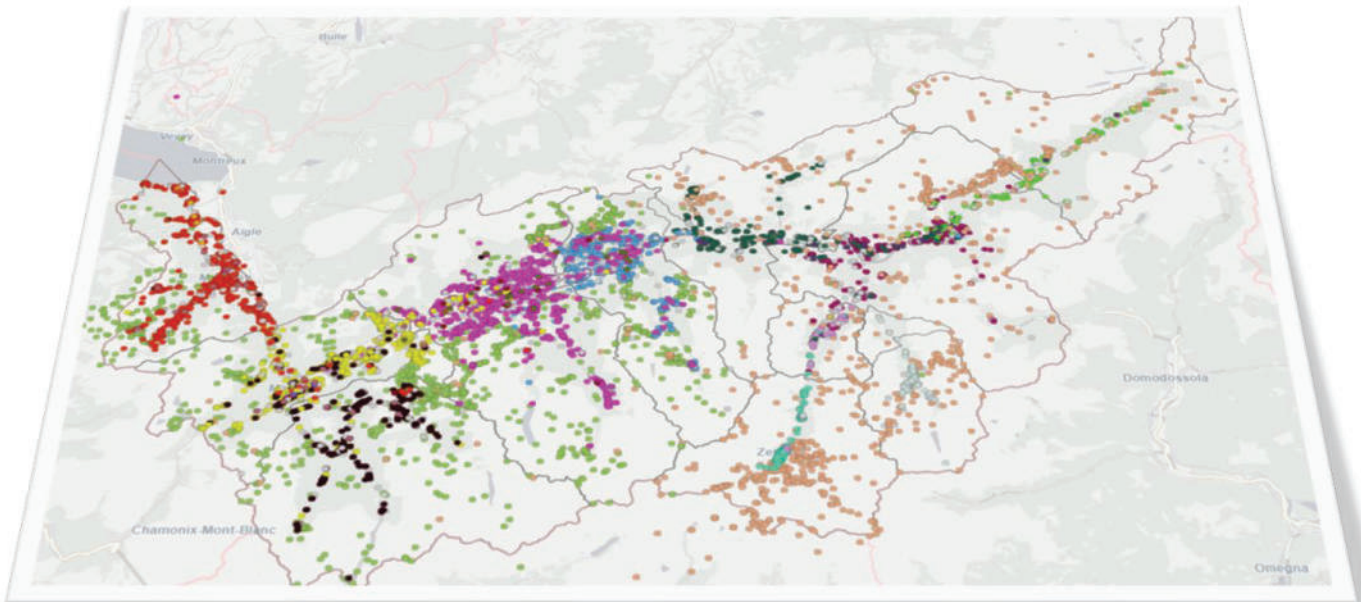 Bulle
Vevey
Montreux
Aigle
Domodossola
Chamonix-Mont-Blanc
Omegna